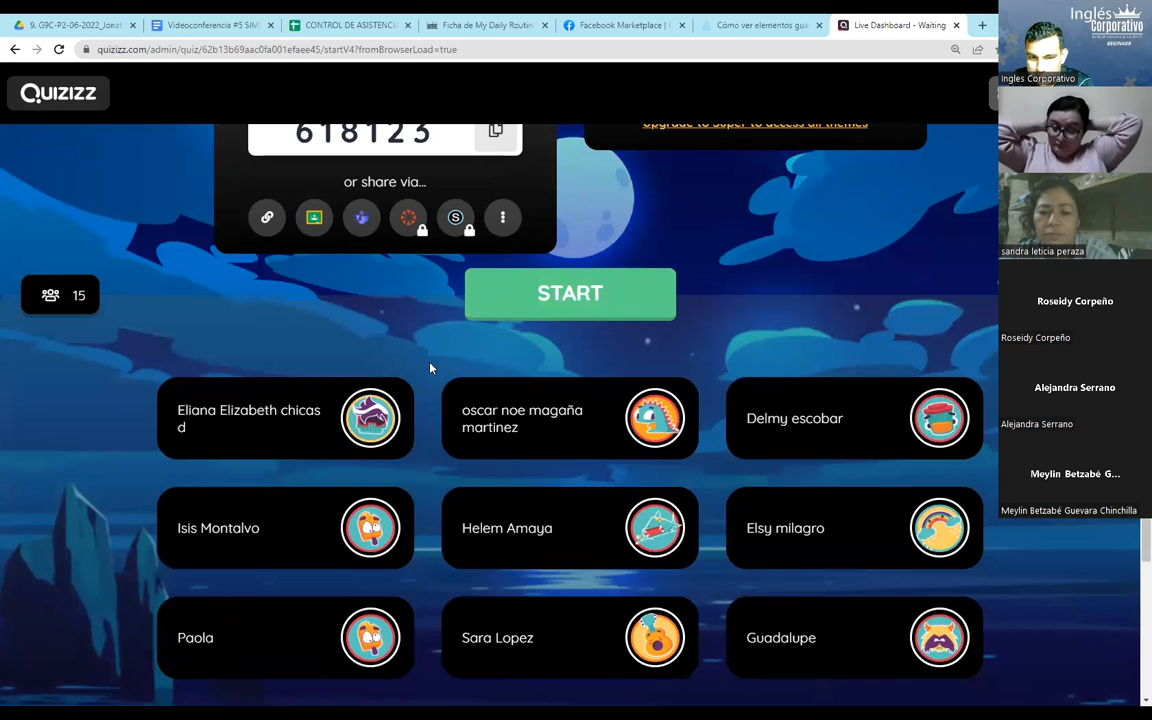 9. G9C-P2-06-2022_Jonat
Videoconferencia #5 SIM
CONTROL DE ASISTENCI
Ficha de My Daily Routin
Facebook Marketplace |
Cómo ver elementos gua
Live Dashboard - Waiting
quizizz.com/admin/quiz/62b13b69aac0fa001efaee45/startV4?fromBrowserLoad=true
Quizizz
618123
Upgrade to Super to access all themes
or share via...
START
15
Eliana Elizabeth chicas
d
oscar noe magaña
martinez
Delmy escobar
Isis Montalvo
Helem Amaya
Elsy milagro
Paola
Sara Lopez
Guadalupe
Inglés
Corporativo
BEGINNER
Ingles Corporativo
sandra leticia peraza
Roseidy Corpeño
Roseidy Corpeño
Alejandra Serrano
Alejandra Serrano
Meylin Betzabé G...
Meylin Betzabé Guevara Chinchilla